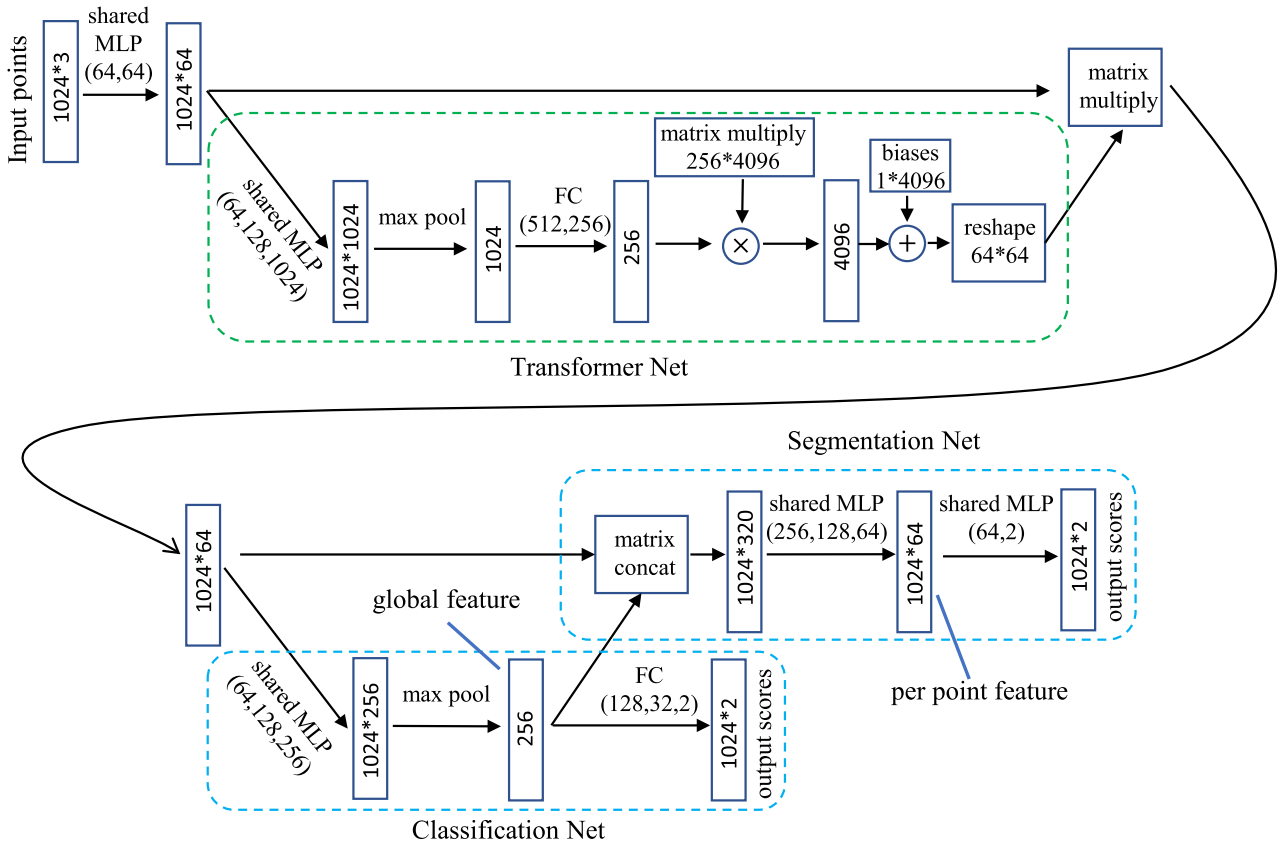 Input points
1024*3
shared
MLP
(64,64)
1024*64
matrix
multiply
shared MLP
(64,128,1024)
1024*1024
max pool
1024
FC
(512,256)
256
matrix multiply
256*4096
×
4096
biases
1*4096
+
reshape
64*64
Transformer Net
Segmentation Net
1024*64
matrix
concat
1024*320
shared MLP
(256,128,64)
1024*64
shared MLP
(64,2)
1024*2
output scores
global feature
per point feature
shared MLP
(64,128,256)
1024*256
max pool
256
FC
(128,32,2)
1024*2
output scores
Classification Net